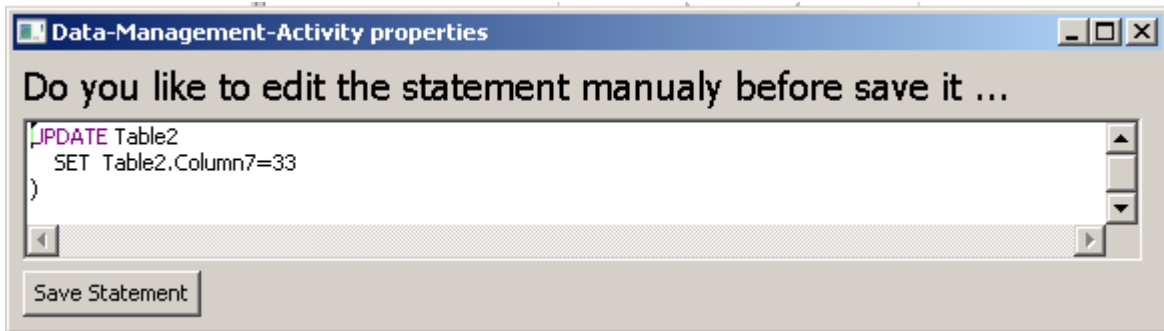 Data-Management-Activity properties
Do you like to edit the statement manualy before save it ...
UPDATE Table2
SET Table2.Column7=33
)
Save Statement